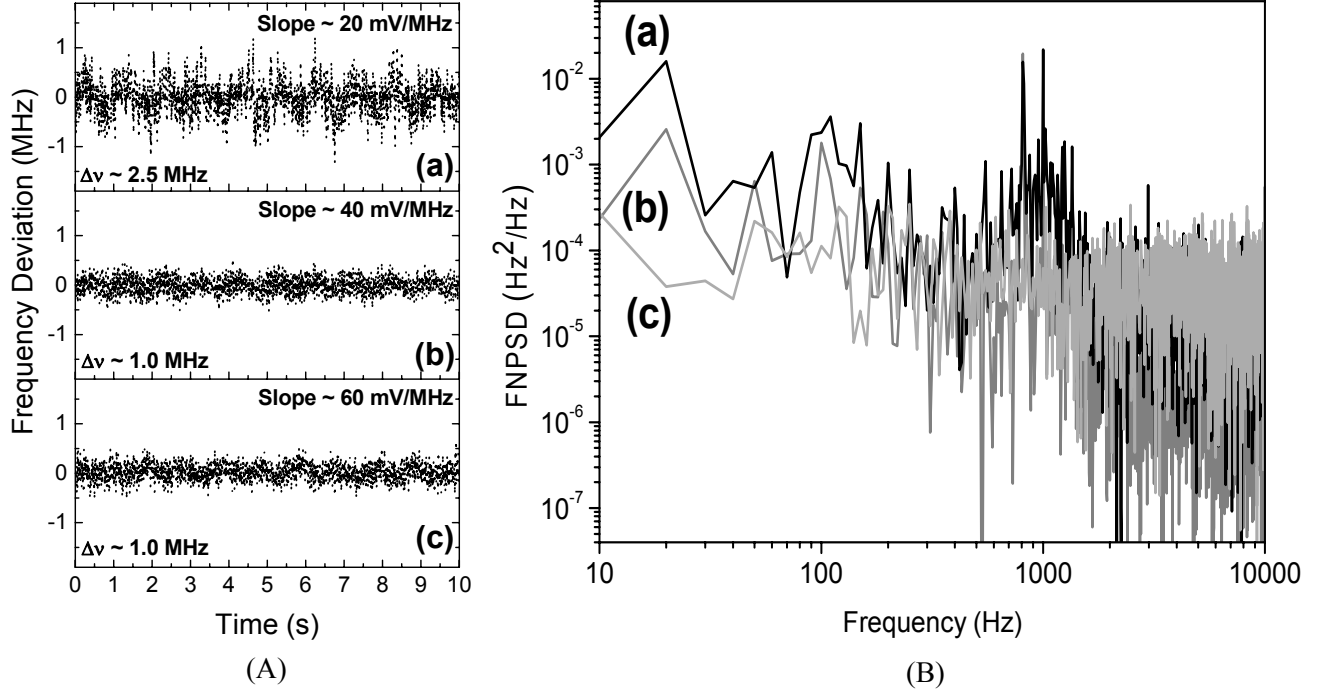 Frequency Deviation (MHz)
1
0
-1
Slope ~ 20 mV/MHz
(a)
Δν ~ 2.5 MHz
1
0
-1
Slope ~ 40 mV/MHz
(b)
Δν ~ 1.0 MHz
1
0
-1
Slope ~ 60 mV/MHz
(c)
Δν ~ 1.0 MHz
0 1 2 3 4 5 6 7 8 9 10
Time (s)
(A)
FNPSD (Hz²/Hz)
10⁻²
10⁻³
10⁻⁴
10⁻⁵
10⁻⁶
10⁻⁷
(a)
(b)
(c)
10 100 1000 10000
Frequency (Hz)
(B)